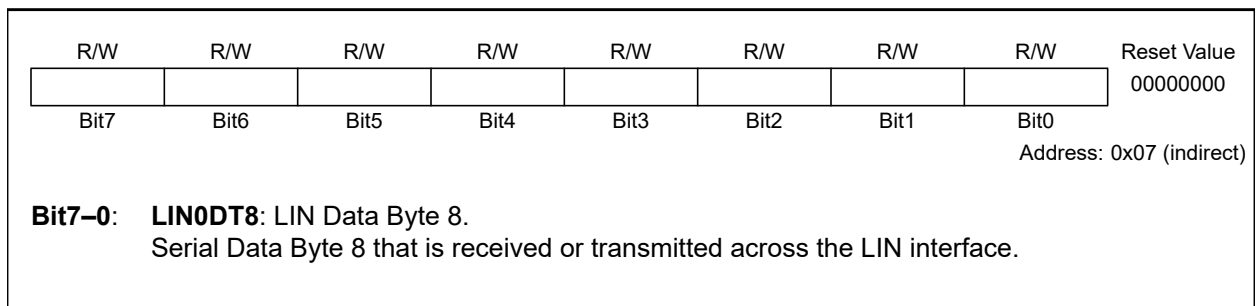 R/W R/W R/W R/W R/W R/W R/W R/W Reset Value
00000000
Bit7 Bit6 Bit5 Bit4 Bit3 Bit2 Bit1 Bit0
Address: 0x07 (indirect)
Bit7–0: LIN0DT8: LIN Data Byte 8.
Serial Data Byte 8 that is received or transmitted across the LIN interface.